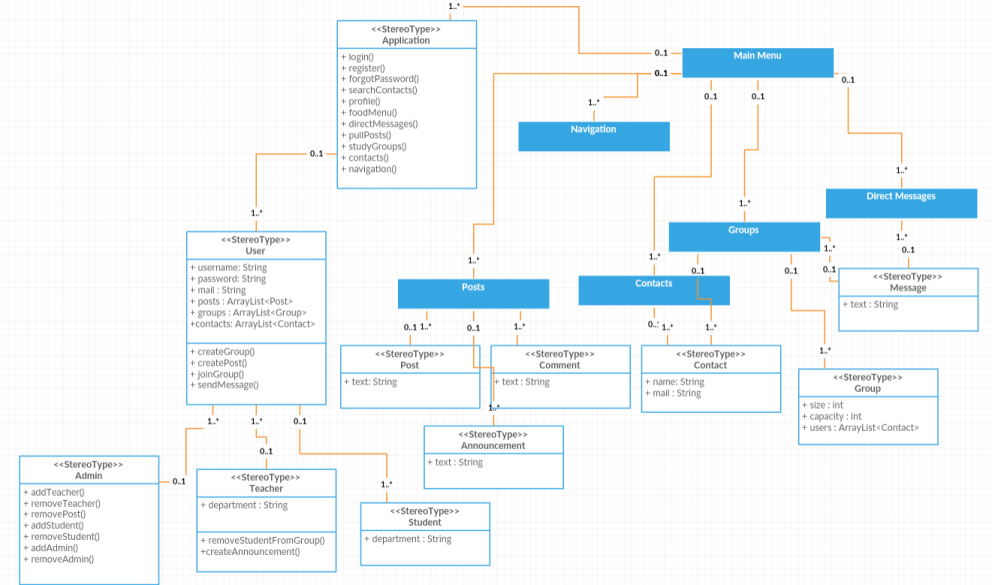 1..*
<<StereoType>>
Application
+ login()
+ register()
+ forgotPassword()
+ searchContacts()
+ profile()
+ foodMenu()
+ directMessages()
+ pullPosts()
+ studyGroups()
+ contacts()
+ navigation()
0..1
0..1
Main Menu
0..1
0..1
0..1
1..*
Navigation
0..1
1..*
1..*
Direct Messages
1..*
0..1
1..*
Groups
1..*
0..1
0..1
0..1
<<StereoType>>
Message
+ text : String
1..*
<<StereoType>>
User
+ username: String
+ password: String
+ mail : String
+ posts : ArrayList<Post>
+ groups : ArrayList<Group>
+contacts: ArrayList<Contact>
+ createGroup()
+ createPost()
+ joinGroup()
+ sendMessage()
1..*
Posts
0..1 1..*
0..1
1..*
1..*
Contacts
0..
1..*
1..*
<<StereoType>>
Post
+ text: String
<<StereoType>>
Comment
+ text : String
<<StereoType>>
Contact
+ name: String
+ mail : String
1..*
<<StereoType>>
Group
+ size : int
+ capacity : int
+ users : ArrayList<Contact>
1..*
<<StereoType>>
Announcement
+ text : String
1..*
1..*
0..1
0..1
0..1
1..*
<<StereoType>>
Admin
+ addTeacher()
+ removeTeacher()
+ removePost()
+ addStudent()
+ removeStudent()
+ addAdmin()
+ removeAdmin()
<<StereoType>>
Teacher
+ department : String
+ removeStudentFromGroup()
+createAnnouncement()
<<StereoType>>
Student
+ department : String